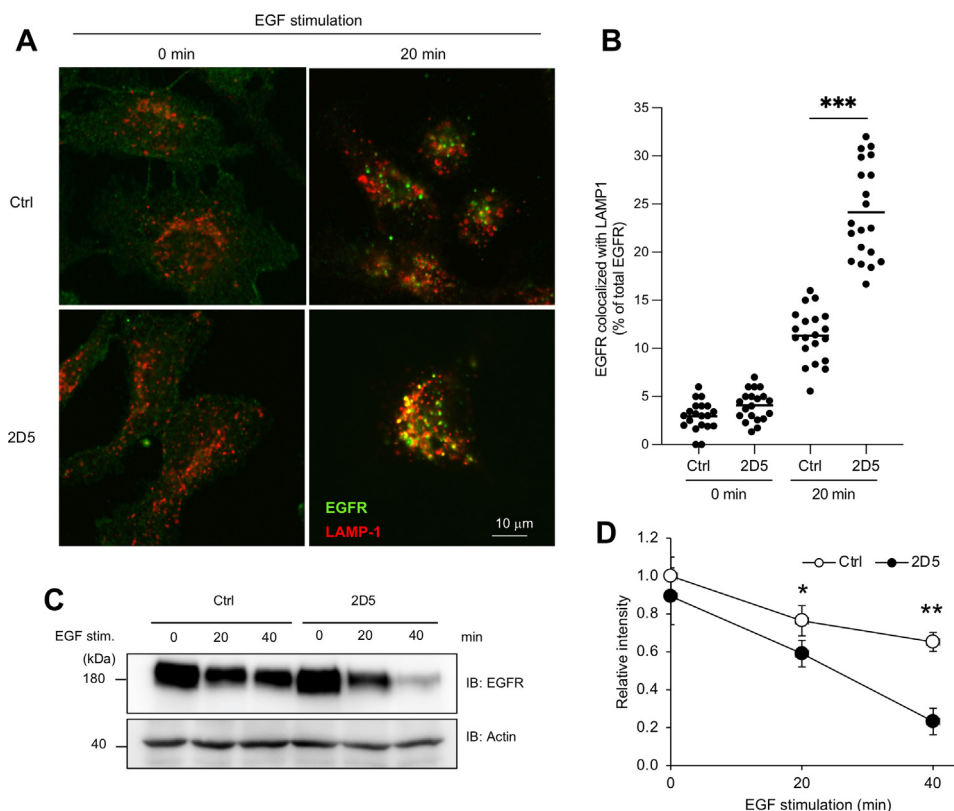 A
EGF stimulation
0 min
20 min
Ctrl
2D5
EGFR
LAMP-1
10 μm
B
EGFR colocalized with LAMP1
(% of total EGFR)
35
30
25
20
15
10
5
0
***
Ctrl
2D5
Ctrl
2D5
0 min
20 min
C
Ctrl
2D5
EGF stim.
0
20
40
0
20
40
min
(kDa)
180
IB: EGFR
40
IB: Actin
D
Ctrl
2D5
Relative intensity
1.0
0.8
0.6
0.4
0.2
0.0
*
**
0
20
40
EGF stimulation (min)